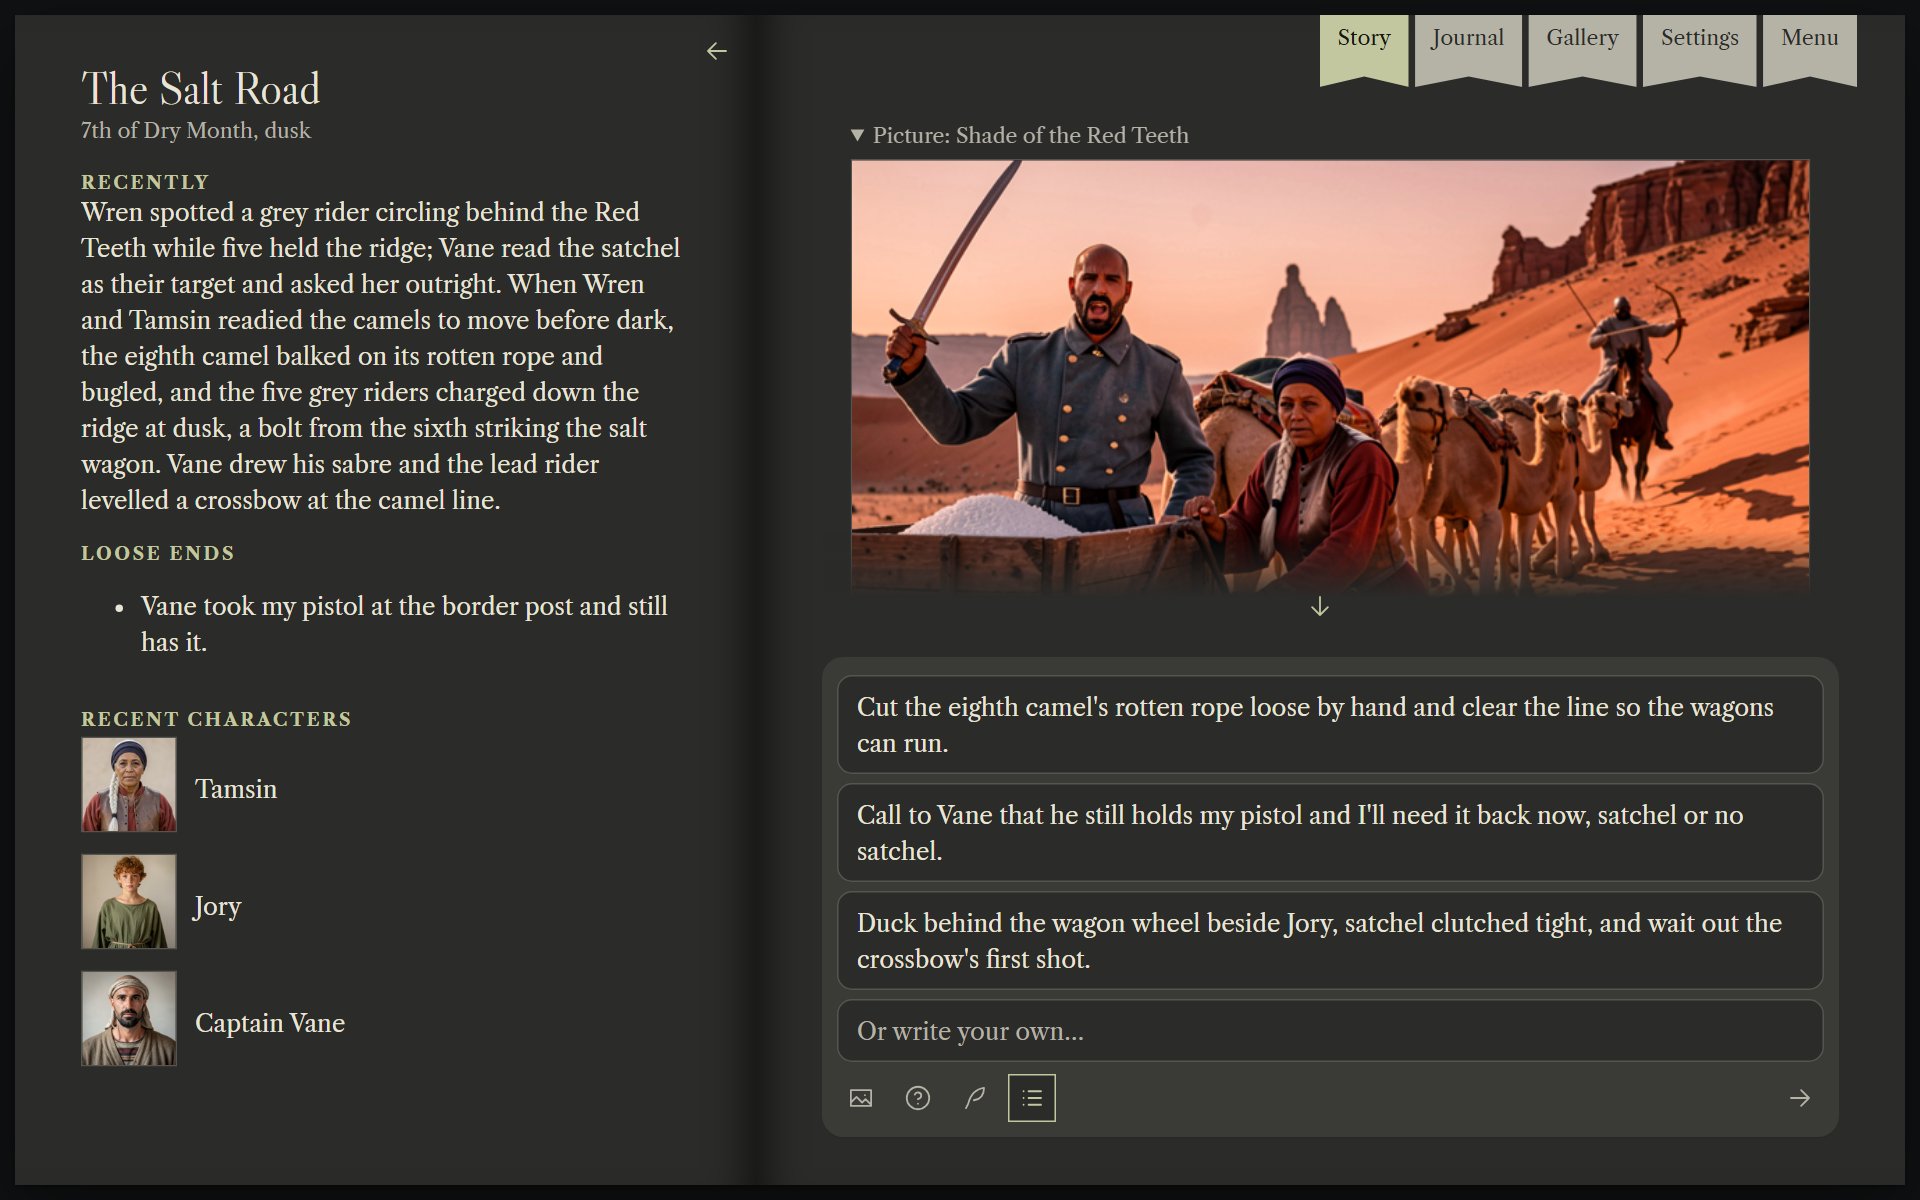 The Salt Road
7th of Dry Month, dusk
RECENTLY
Wren spotted a grey rider circling behind the Red
Teeth while five held the ridge; Vane read the satchel
as their target and asked her outright. When Wren
and Tamsin readied the camels to move before dark,
the eighth camel balked on its rotten rope and
bugled, and the five grey riders charged down the
ridge at dusk, a bolt from the sixth striking the salt
wagon. Vane drew his sabre and the lead rider
levelled a crossbow at the camel line.
LOOSE ENDS
• Vane took my pistol at the border post and still
has it.
RECENT CHARACTERS
Tamsin
Jory
Captain Vane
Story
Journal
Gallery
Settings
Menu
▼ Picture: Shade of the Red Teeth
Cut the eighth camel's rotten rope loose by hand and clear the line so the wagons
can run.
Call to Vane that he still holds my pistol and I'll need it back now, satchel or no
satchel.
Duck behind the wagon wheel beside Jory, satchel clutched tight, and wait out the
crossbow's first shot.
Or write your own...